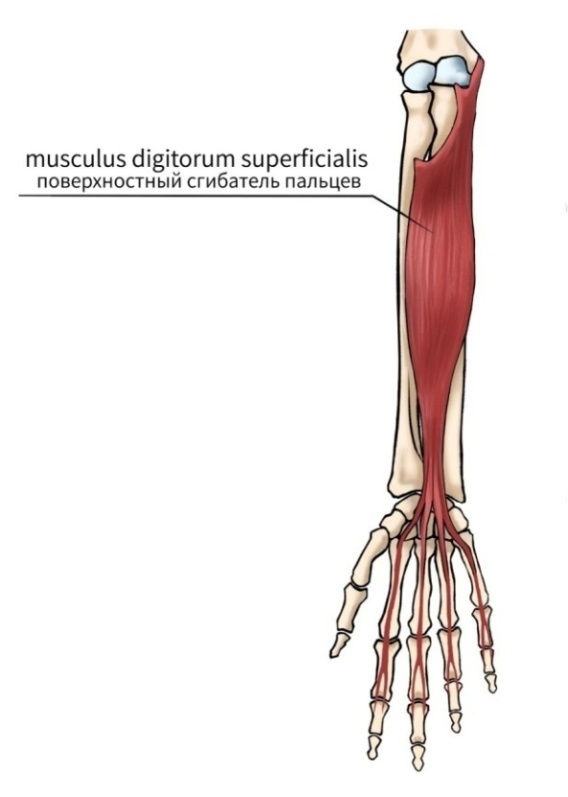 musculus digitorum superficialis
поверхностный сгибатель пальцев